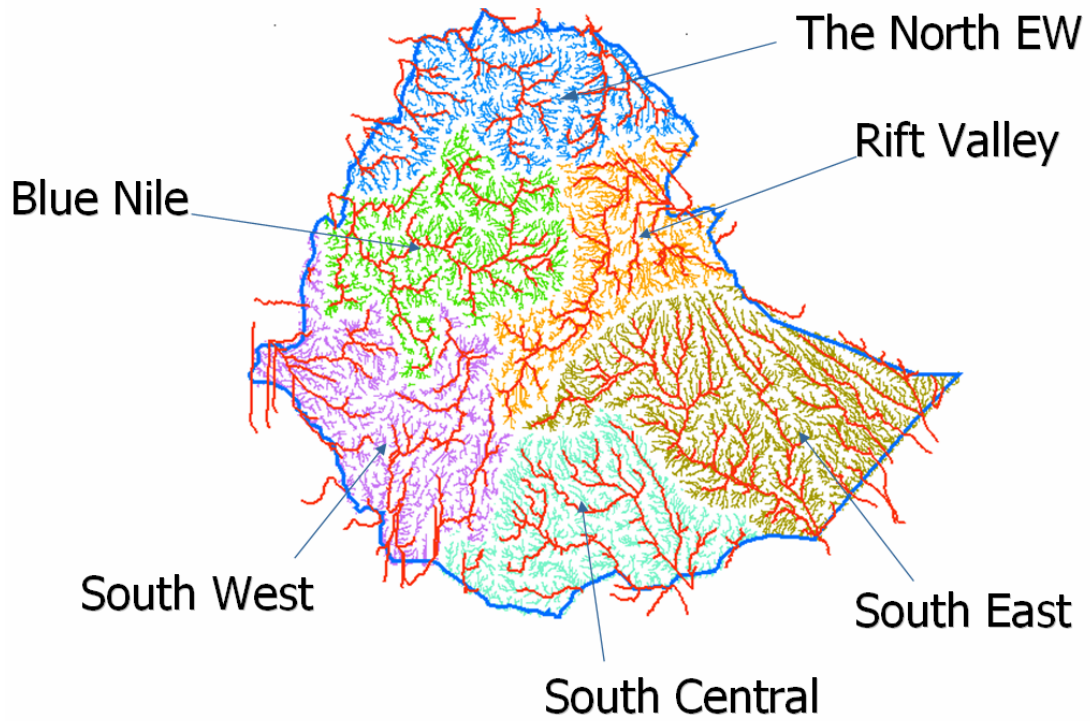 The North EW
Rift Valley
Blue Nile
South West
South East
South Central